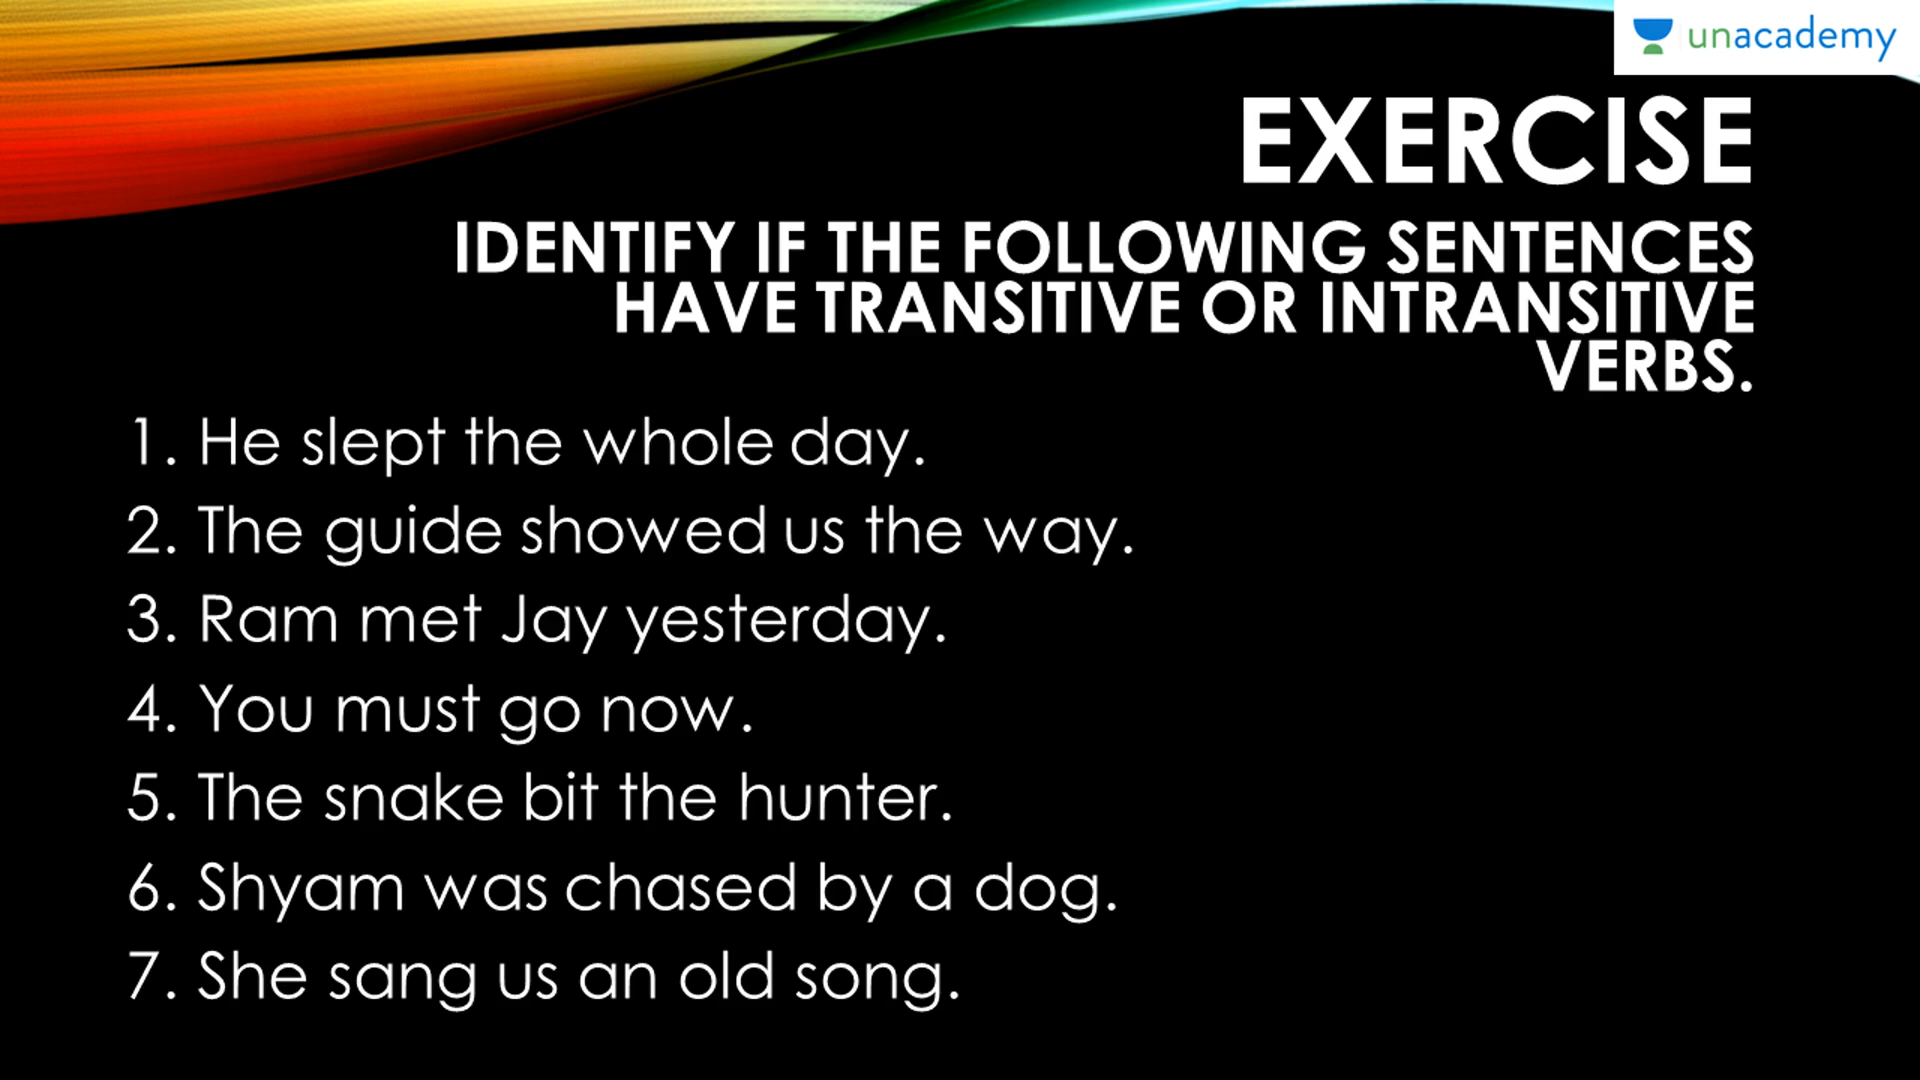 unacademy
EXERCISE
IDENTIFY IF THE FOLLOWING SENTENCES
HAVE TRANSITIVE OR INTRANSITIVE
VERBS.
1. He slept the whole day.
2. The guide showed us the way.
3. Ram met Jay yesterday.
4. You must go now.
5. The snake bit the hunter.
6. Shyam was chased by a dog.
7. She sang us an old song.